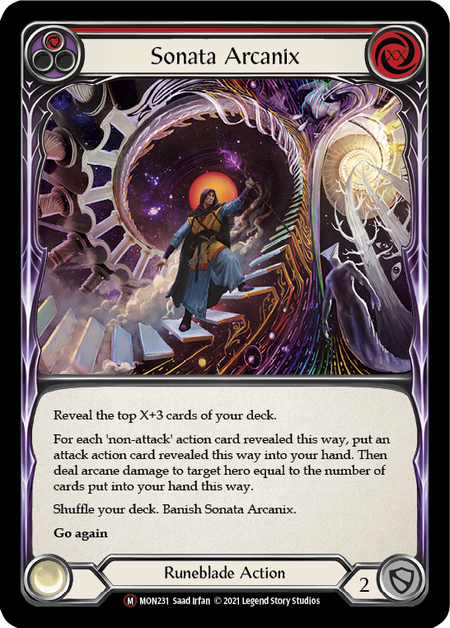 Sonata Arcanix
XX
Reveal the top X+3 cards of your deck.
For each 'non-attack' action card revealed this way, put an
attack action card revealed this way into your hand. Then
deal arcane damage to target hero equal to the number of
cards put into your hand this way.
Shuffle your deck. Banish Sonata Arcanix.
Go again
Runeblade Action
2
M MON231 Saad Irfan © 2021 Legend Story Studios